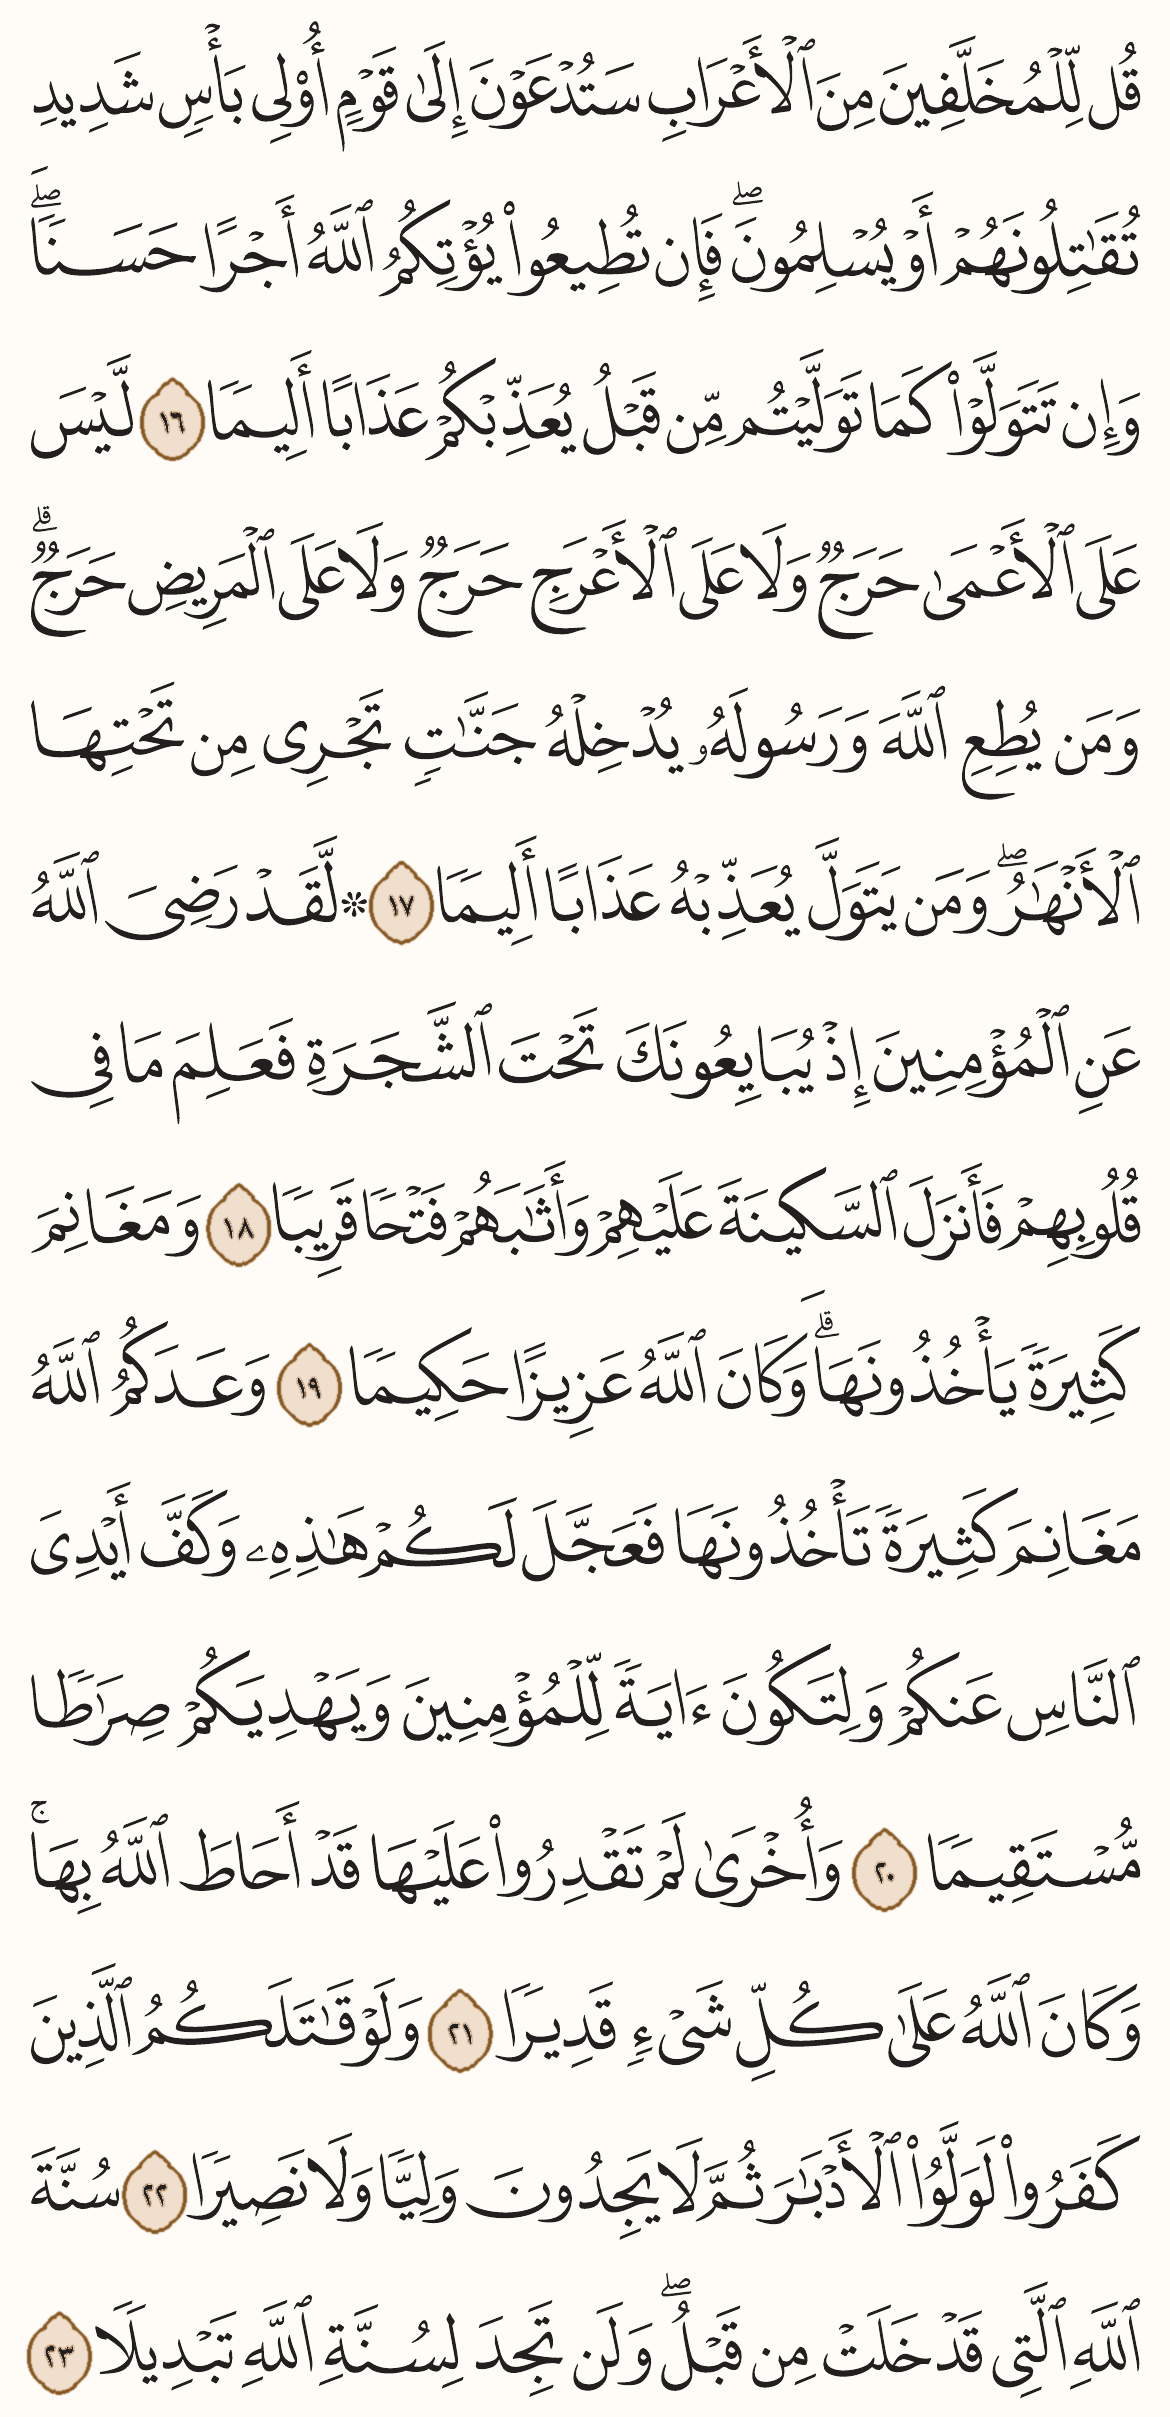 قُل لِّلْمُخَلَّفِينَ مِنَ ٱلْأَعْرَابِ سَتُدْعَوْنَ إِلَىٰ قَوْمٍ أُو۟لِى بَأْسٍ شَدِيدٍ
تُقَـٰتِلُونَهُمْ أَوْ يُسْلِمُونَ ۖ فَإِن تُطِيعُوا۟ يُؤْتِكُمُ ٱللَّهُ أَجْرًا حَسَنًا ۖ
وَإِن تَتَوَلَّوْا۟ كَمَا تَوَلَّيْتُم مِّن قَبْلُ يُعَذِّبْكُمْ عَذَابًا أَلِيمًا ١٦ لَّيْسَ
عَلَى ٱلْأَعْمَىٰ حَرَجٌ وَلَا عَلَى ٱلْأَعْرَجِ حَرَجٌ وَلَا عَلَى ٱلْمَرِيضِ حَرَجٌ ۗ
وَمَن يُطِعِ ٱللَّهَ وَرَسُولَهُۥ يُدْخِلْهُ جَنَّـٰتٍ تَجْرِى مِن تَحْتِهَا
ٱلْأَنْهَـٰرُ ۖ وَمَن يَتَوَلَّ يُعَذِّبْهُ عَذَابًا أَلِيمًا ١٧ ۞ لَّقَدْ رَضِىَ ٱللَّهُ
عَنِ ٱلْمُؤْمِنِينَ إِذْ يُبَايِعُونَكَ تَحْتَ ٱلشَّجَرَةِ فَعَلِمَ مَا فِى
قُلُوبِهِمْ فَأَنزَلَ ٱلسَّكِينَةَ عَلَيْهِمْ وَأَثَـٰبَهُمْ فَتْحًا قَرِيبًا ١٨ وَمَغَانِمَ
كَثِيرَةً يَأْخُذُونَهَا ۗ وَكَانَ ٱللَّهُ عَزِيزًا حَكِيمًا ١٩ وَعَدَكُمُ ٱللَّهُ
مَغَانِمَ كَثِيرَةً تَأْخُذُونَهَا فَعَجَّلَ لَكُمْ هَـٰذِهِۦ وَكَفَّ أَيْدِىَ
ٱلنَّاسِ عَنكُمْ وَلِتَكُونَ ءَايَةً لِّلْمُؤْمِنِينَ وَيَهْدِيَكُمْ صِرَٰطًا
مُّسْتَقِيمًا ٢٠ وَأُخْرَىٰ لَمْ تَقْدِرُوا۟ عَلَيْهَا قَدْ أَحَاطَ ٱللَّهُ بِهَا ۚ
وَكَانَ ٱللَّهُ عَلَىٰ كُلِّ شَىْءٍ قَدِيرًا ٢١ وَلَوْ قَـٰتَلَكُمُ ٱلَّذِينَ
كَفَرُوا۟ لَوَلَّوُا۟ ٱلْأَدْبَـٰرَ ثُمَّ لَا يَجِدُونَ وَلِيًّا وَلَا نَصِيرًا ٢٢ سُنَّةَ
ٱللَّهِ ٱلَّتِى قَدْ خَلَتْ مِن قَبْلُ ۖ وَلَن تَجِدَ لِسُنَّةِ ٱللَّهِ تَبْدِيلًا ٢٣